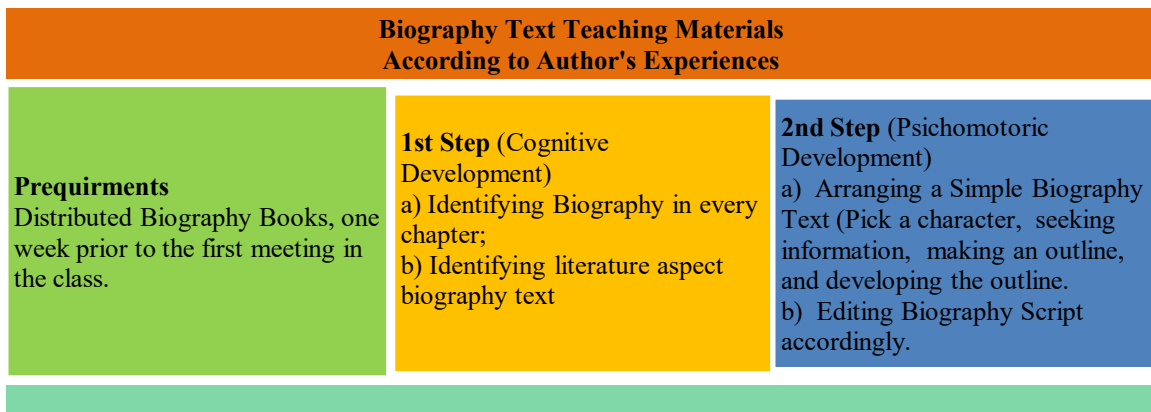 Biography Text Teaching Materials
According to Author's Experiences
Prequirments
Distributed Biography Books, one
week prior to the first meeting in
the class.
1st Step (Cognitive
Development)
a) Identifying Biography in every
chapter;
b) Identifying literature aspect
biography text
2nd Step (Psichomotoric
Development)
a) Arranging a Simple Biography
Text (Pick a character, seeking
information, making an outline,
and developing the outline.
b) Editing Biography Script
accordingly.